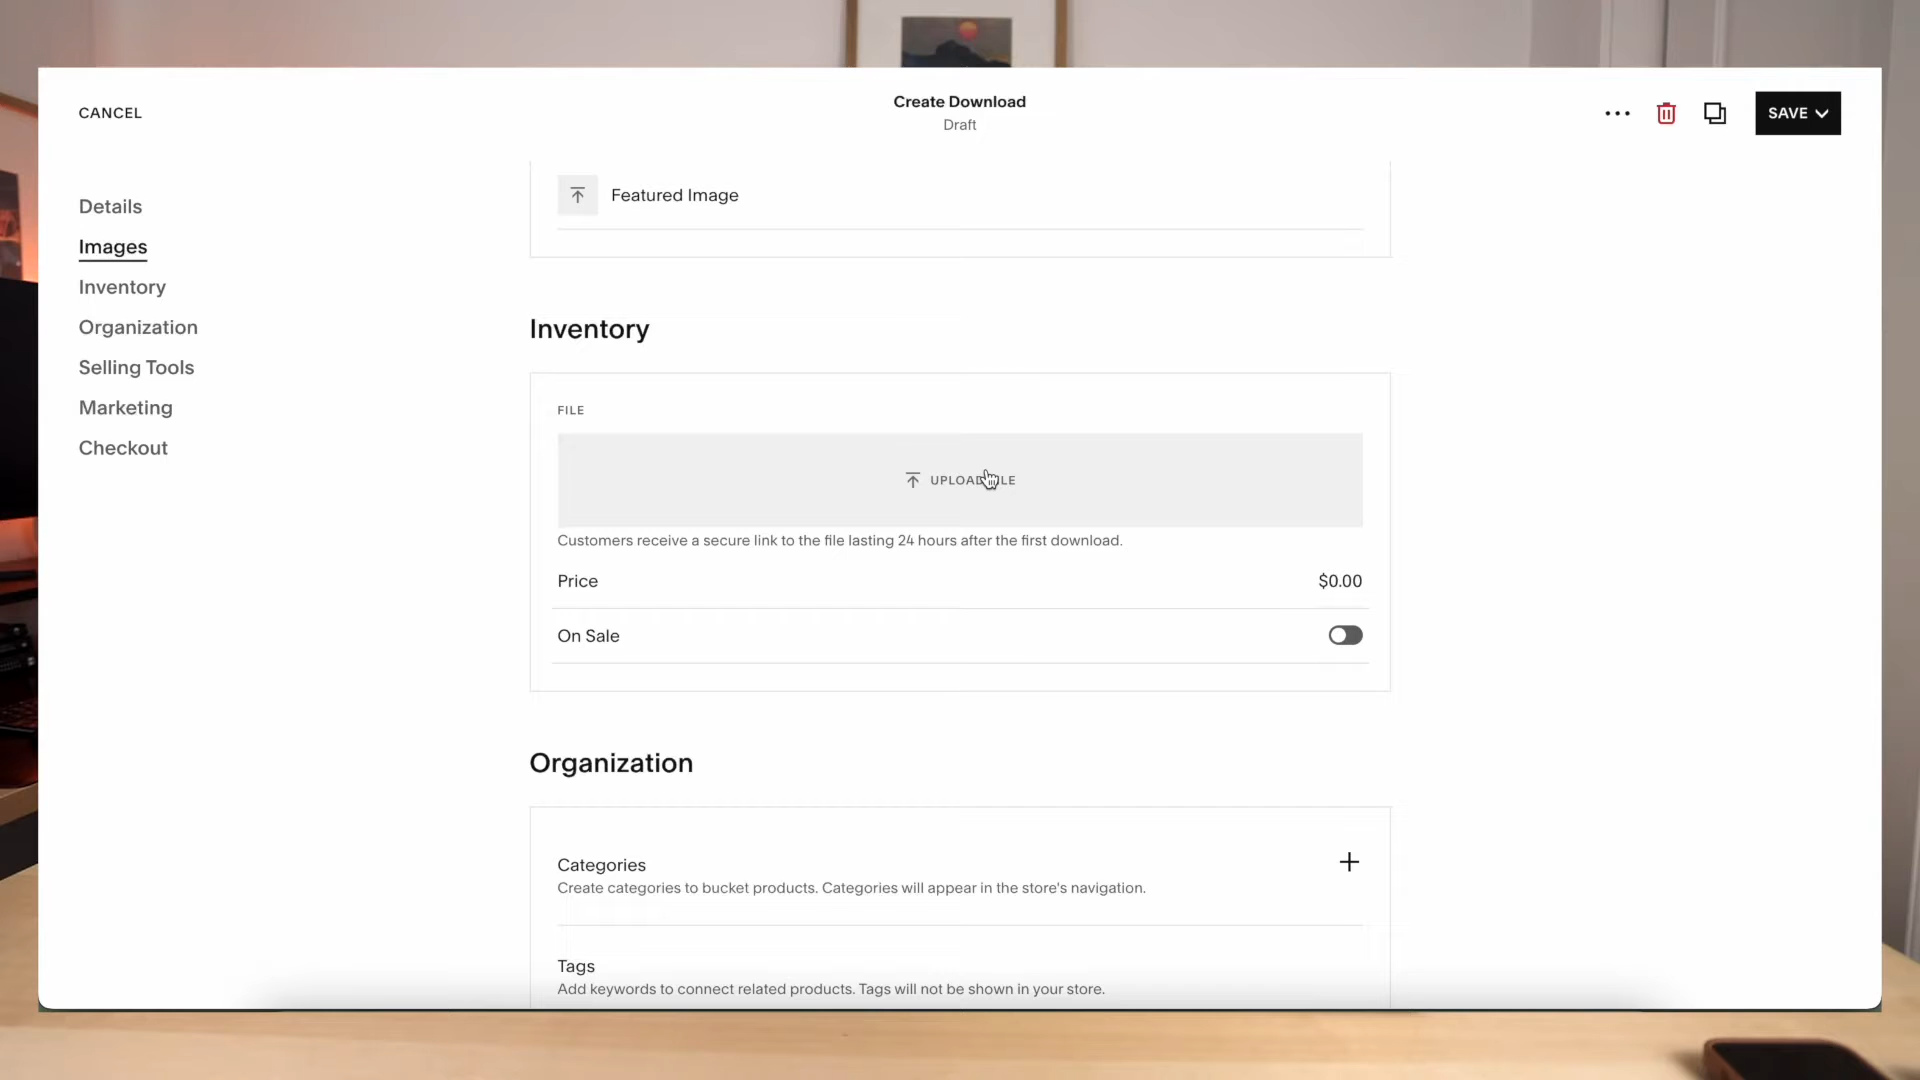 CANCEL
Create Download
Draft
SAVE
Details
Images
Inventory
Organization
Selling Tools
Marketing
Checkout
Featured Image
Inventory
FILE
UPLOAD
Customers receive a secure link to the file lasting 24 hours after the first download.
Price
$0.00
On Sale
Organization
Categories
Create categories to bucket products. Categories will appear in the store's navigation.
Tags
Add keywords to connect related products. Tags will not be shown in your store.